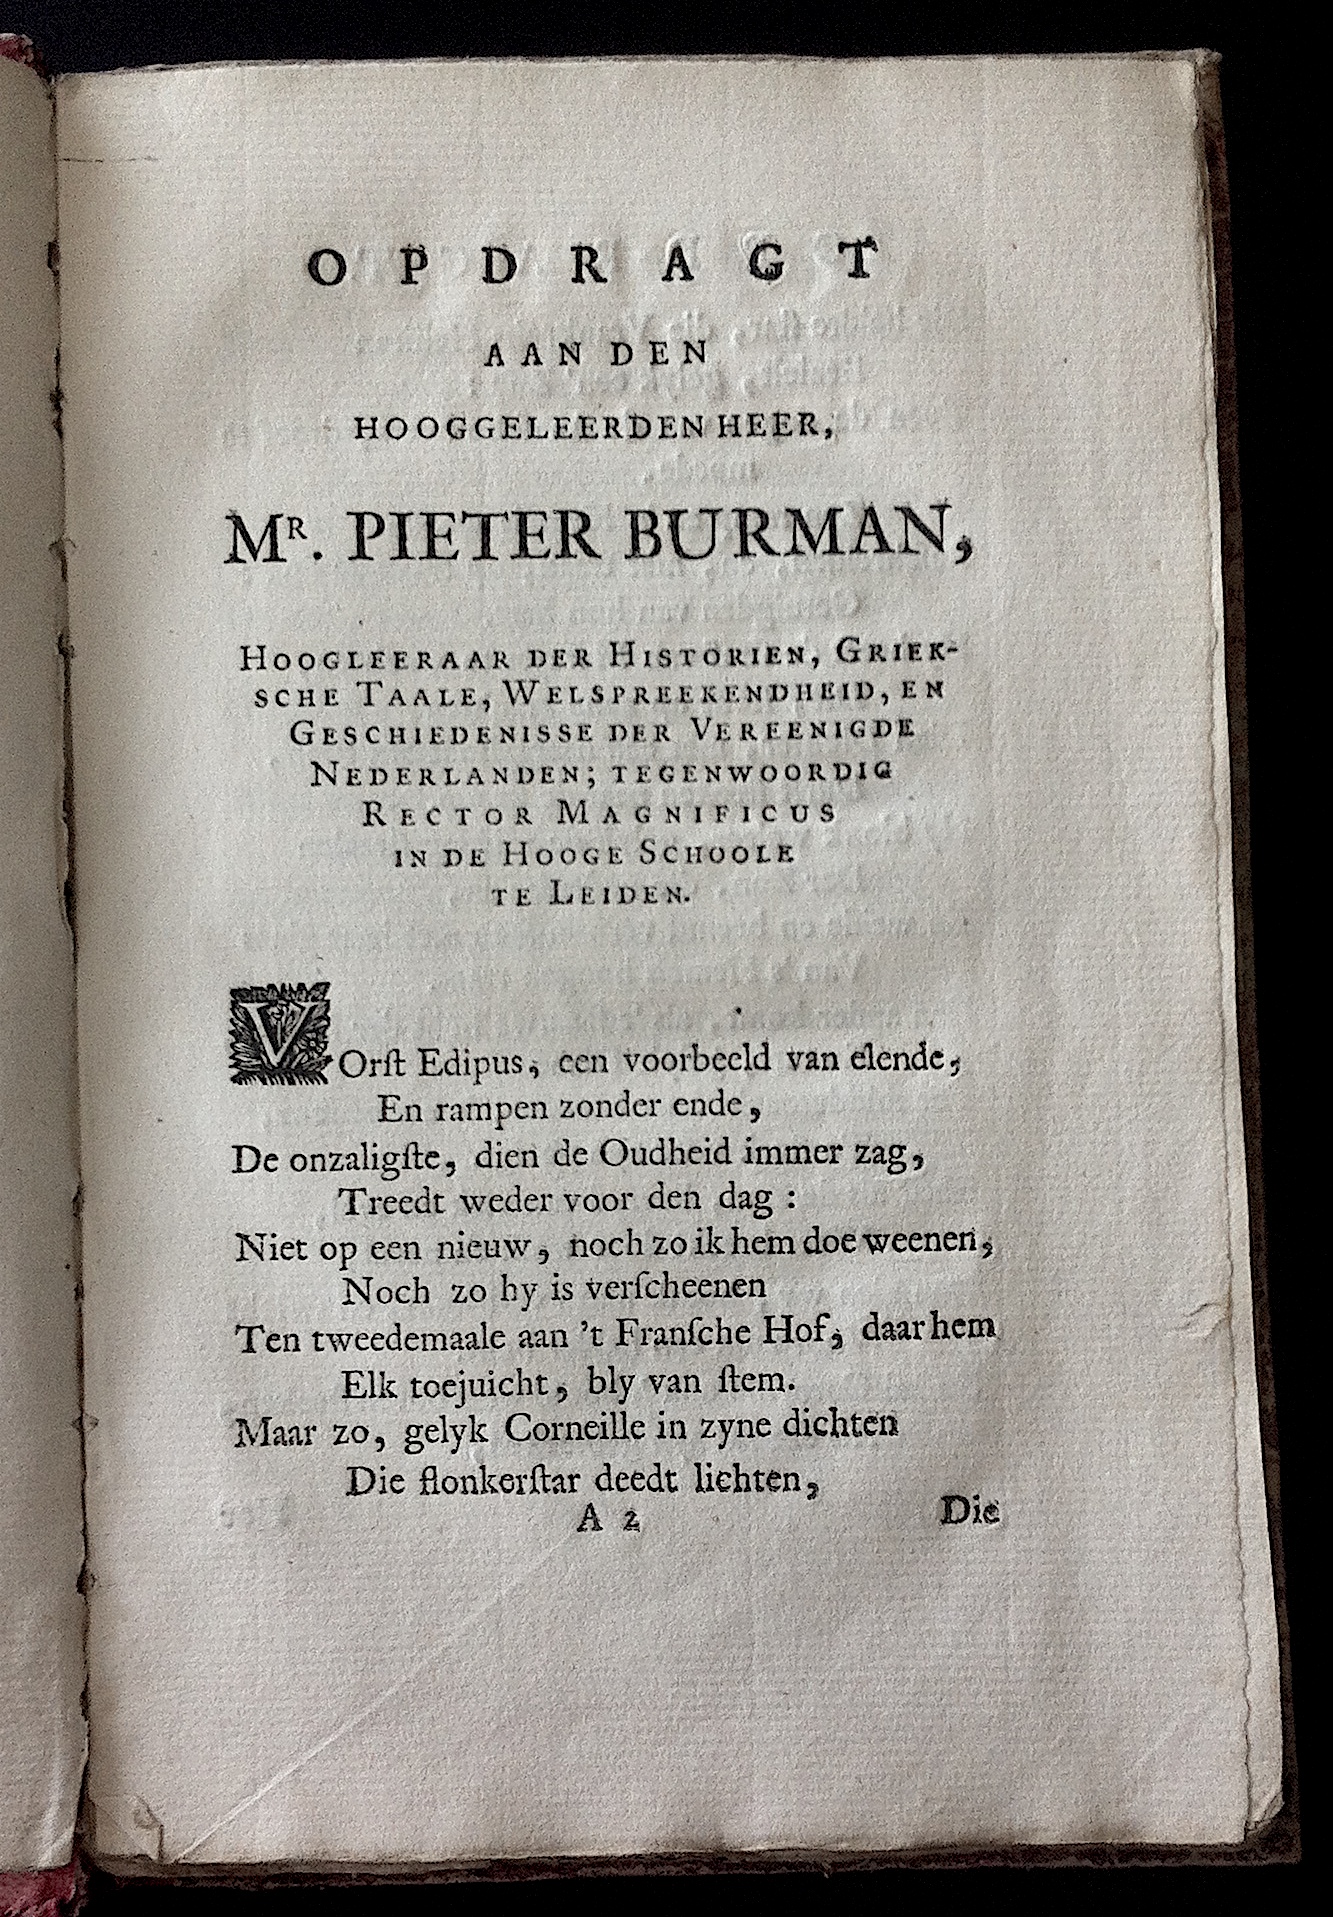 OPDRAGT
AAN DEN
HOOGGELEERDEN HEER,
Mᴿ. PIETER BURMAN,
HOOGLEERAAR DER HISTORIEN, GRIEK-
SCHE TAALE, WELSPREEKENDHEID, EN
GESCHIEDENISSE DER VEREENIGDE
NEDERLANDEN; TEGENWOORDIG
RECTOR MAGNIFICUS
IN DE HOOGE SCHOOLE
TE LEIDEN.
VOrſt Edipus, een voorbeeld van elende,
En rampen zonder ende,
De onzaligſte, dien de Oudheid immer zag,
Treedt weder voor den dag:
Niet op een nieuw, noch zo ik hem doe weenen,
Noch zo hy is verſcheenen
Ten tweedemaale aan 't Franſche Hof, daar hem
Elk toejuicht, bly van ſtem.
Maar zo, gelyk Corneille in zyne dichten
Die flonkerſtar deedt lichten,
A 2 Die